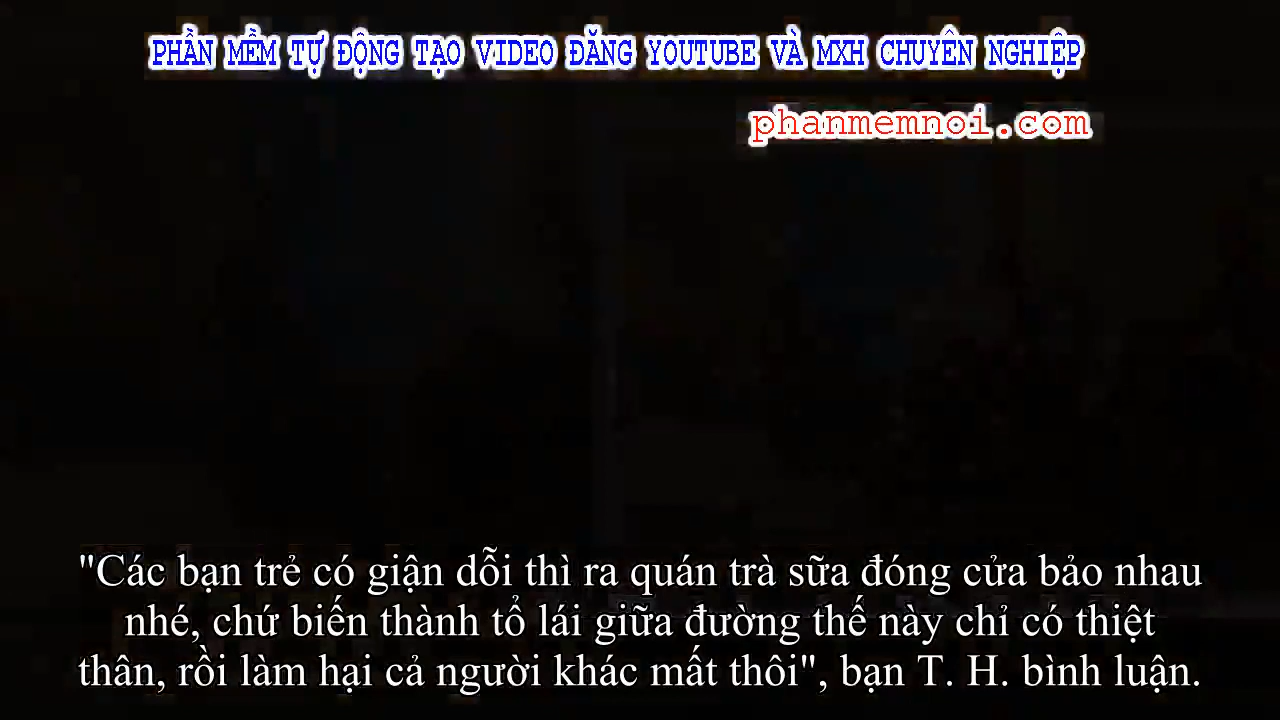 PHẦN MỀM TỰ ĐỘNG TẠO VIDEO ĐĂNG YOUTUBE VÀ MXH CHUYÊN NGHIỆP
phanmemnoi.com
"Các bạn trẻ có giận dỗi thì ra quán trà sữa đóng cửa bảo nhau
nhé, chứ biến thành tổ lái giữa đường thế này chỉ có thiệt
thân, rồi làm hại cả người khác mất thôi", bạn T. H. bình luận.